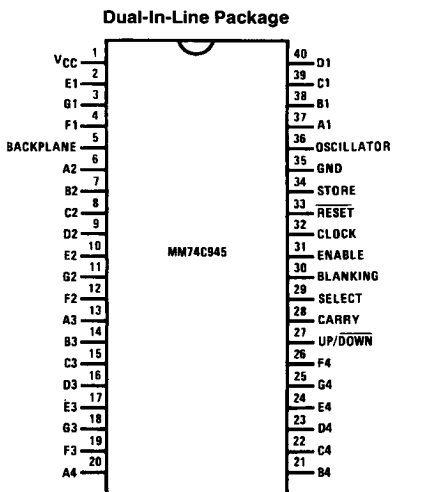 Dual-In-Line Package
VCC 1 40 D1
E1 2 39 C1
G1 3 38 B1
F1 4 37 A1
BACKPLANE 5 36 OSCILLATOR
A2 6 35 GND
B2 7 34 STORE
C2 8 33 R̅E̅S̅E̅T̅
D2 9 32 CLOCK
E2 10 MM74C945 31 ENABLE
G2 11 30 BLANKING
F2 12 29 SELECT
A3 13 28 CARRY
B3 14 27 UP/D̅O̅W̅N̅
C3 15 26 F4
D3 16 25 G4
E3 17 24 E4
G3 18 23 D4
F3 19 22 C4
A4 20 21 B4